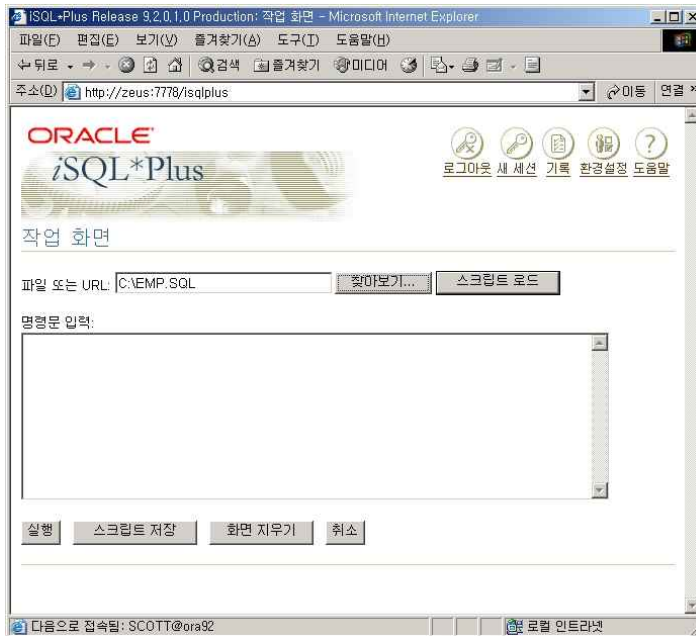 iSQL*Plus Release 9.2.0.1.0 Production: 작업 화면 - Microsoft Internet Explorer
파일(F) 편집(E) 보기(V) 즐겨찾기(A) 도구(T) 도움말(H)
뒤로 검색 즐겨찾기 미디어
주소(D) http://zeus:7778/isqlplus 이동 연결 »
ORACLE
iSQL*Plus
로그아웃 새 세션 기록 환경설정 도움말
작업 화면
파일 또는 URL: C:\EMP.SQL 찾아보기... 스크립트 로드
명령문 입력:
실행 스크립트 저장 화면 지우기 취소
다음으로 접속됨: SCOTT@ora92 로컬 인트라넷